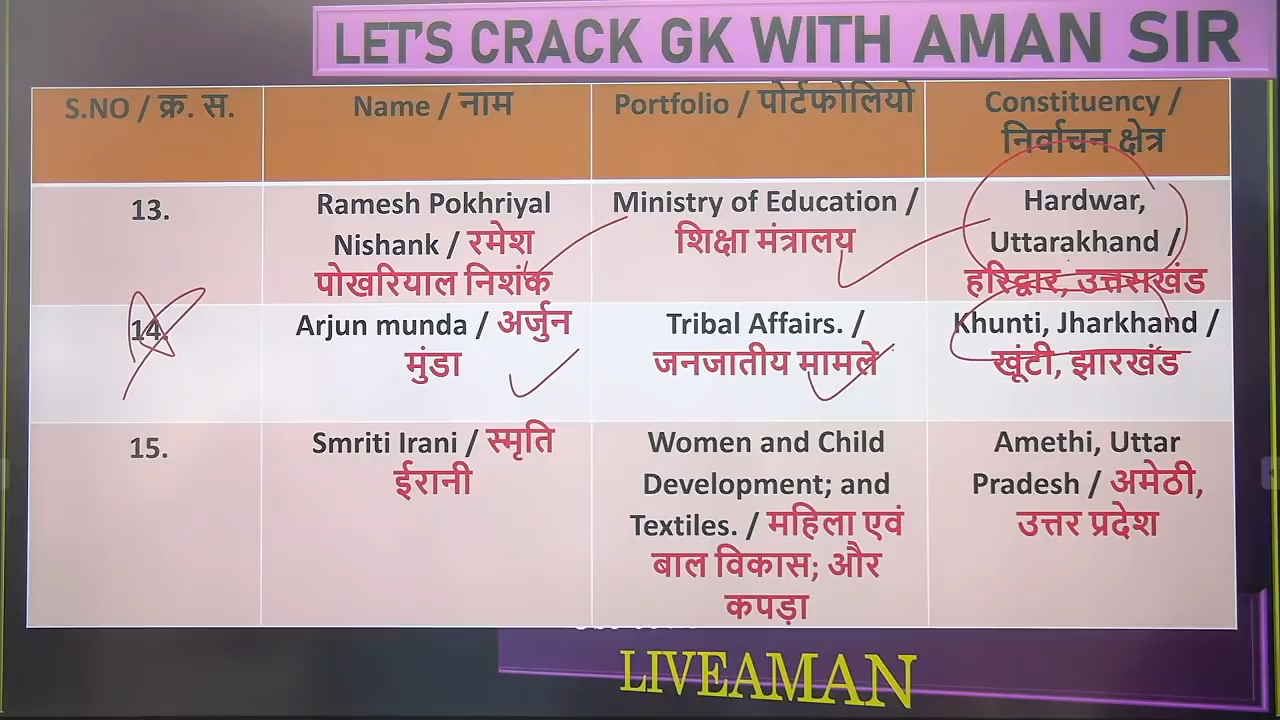 LET'S CRACK GK WITH AMAN SIR
S.NO / क्र. स.
Name / नाम
Portfolio / पोर्टफोलियो
Constituency /
निर्वाचन क्षेत्र
13.
Ramesh Pokhriyal
Nishank / रमेश
पोखरियाल निशंक
Ministry of Education /
शिक्षा मंत्रालय
Hardwar,
Uttarakhand /
हरिद्वार, उत्तराखंड
14.
Arjun munda / अर्जुन
मुंडा
Tribal Affairs. /
जनजातीय मामले
Khunti, Jharkhand /
खूंटी, झारखंड
15.
Smriti Irani / स्मृति
ईरानी
Women and Child
Development; and
Textiles. / महिला एवं
बाल विकास; और
कपड़ा
Amethi, Uttar
Pradesh / अमेठी,
उत्तर प्रदेश
LIVEAMAN